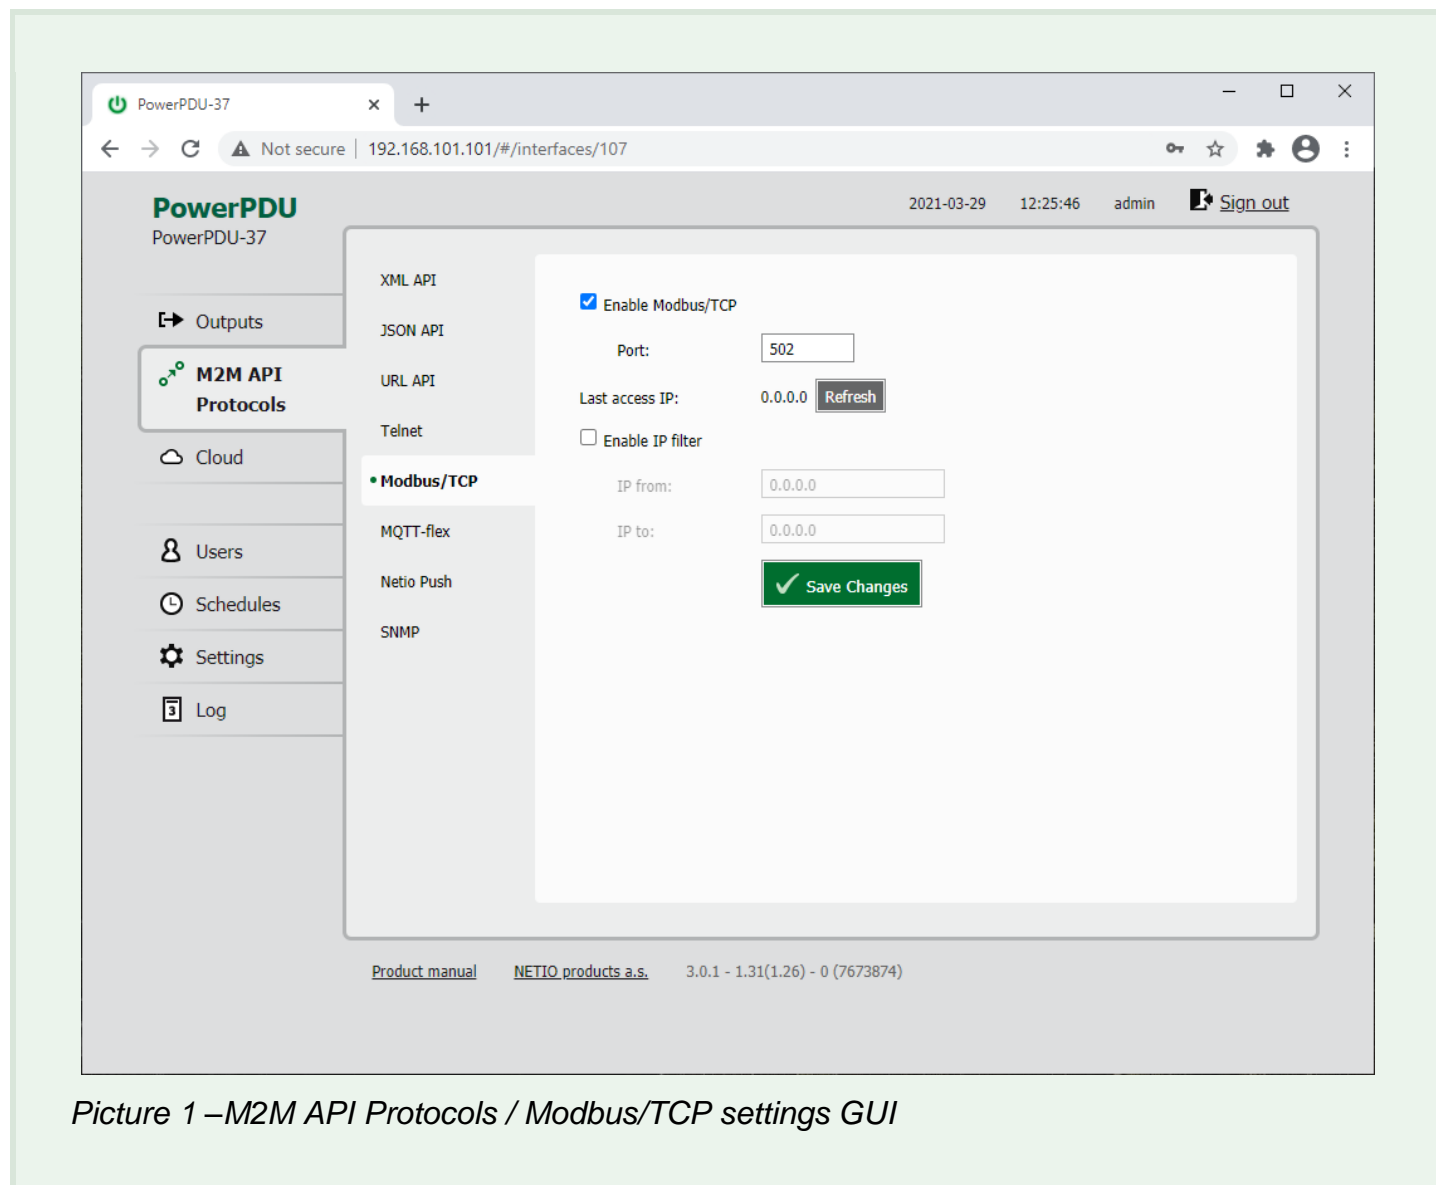 PowerPDU-37
Not secure | 192.168.101.101/#/interfaces/107
PowerPDU
PowerPDU-37
2021-03-29 12:25:46 admin Sign out
Outputs
M2M API
Protocols
Cloud
Users
Schedules
Settings
3 Log
XML API
JSON API
URL API
Telnet
• Modbus/TCP
MQTT-flex
Netio Push
SNMP
Enable Modbus/TCP
Port: 502
Last access IP: 0.0.0.0 Refresh
Enable IP filter
IP from: 0.0.0.0
IP to: 0.0.0.0
Save Changes
Product manual NETIO products a.s. 3.0.1 - 1.31(1.26) - 0 (7673874)
Picture 1 –M2M API Protocols / Modbus/TCP settings GUI